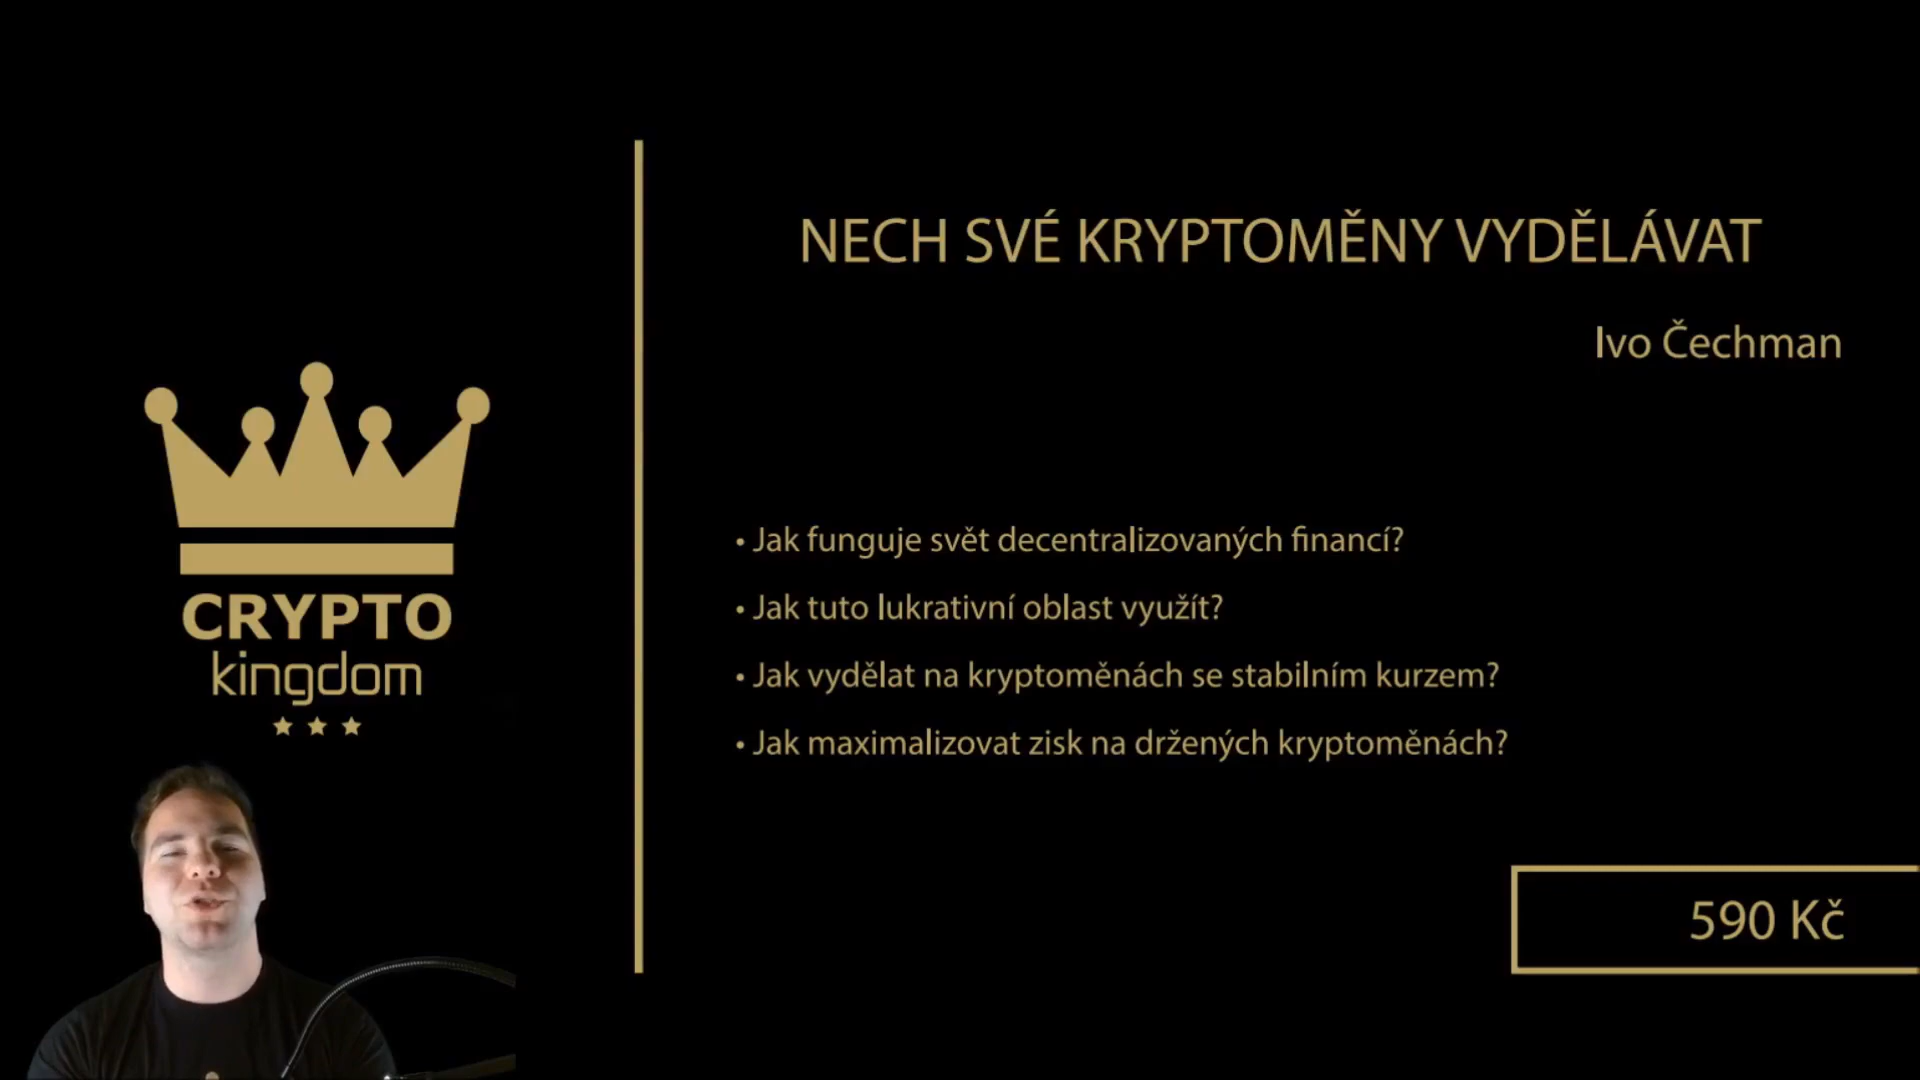 NECH SVÉ KRYPTOMĚNY VYDĚLÁVAT
Ivo Čechman
• Jak funguje svět decentralizovaných financí?
• Jak tuto lukrativní oblast využít?
• Jak vydělat na kryptoměnách se stabilním kurzem?
• Jak maximalizovat zisk na držených kryptoměnách?
CRYPTO
kingdom
590 Kč